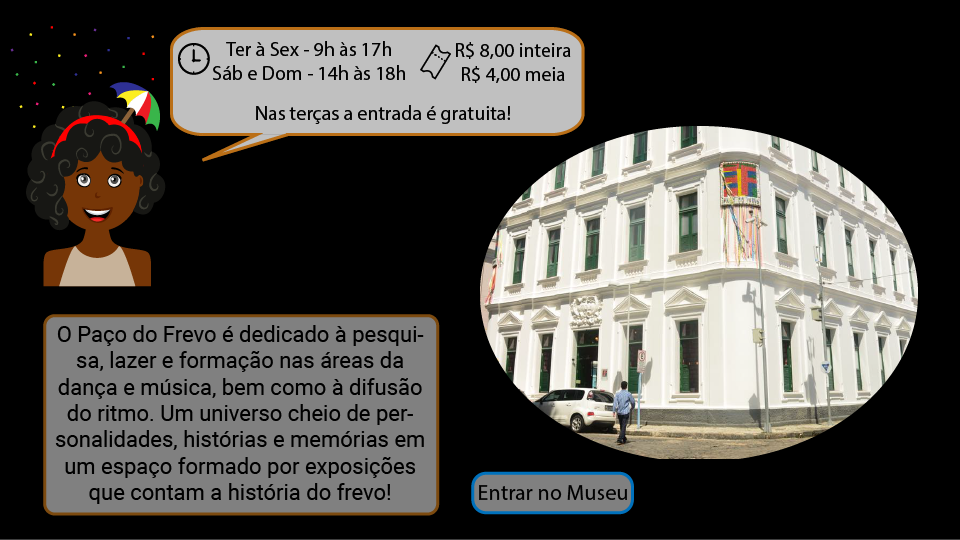 Ter à Sex - 9h às 17h
Sáb e Dom - 14h às 18h
R$ 8,00 inteira
R$ 4,00 meia
Nas terças a entrada é gratuita!
O Paço do Frevo é dedicado à pesqui-
sa, lazer e formação nas áreas da
dança e música, bem como à difusão
do ritmo. Um universo cheio de per-
sonalidades, histórias e memórias em
um espaço formado por exposições
que contam a história do frevo!
Entrar no Museu